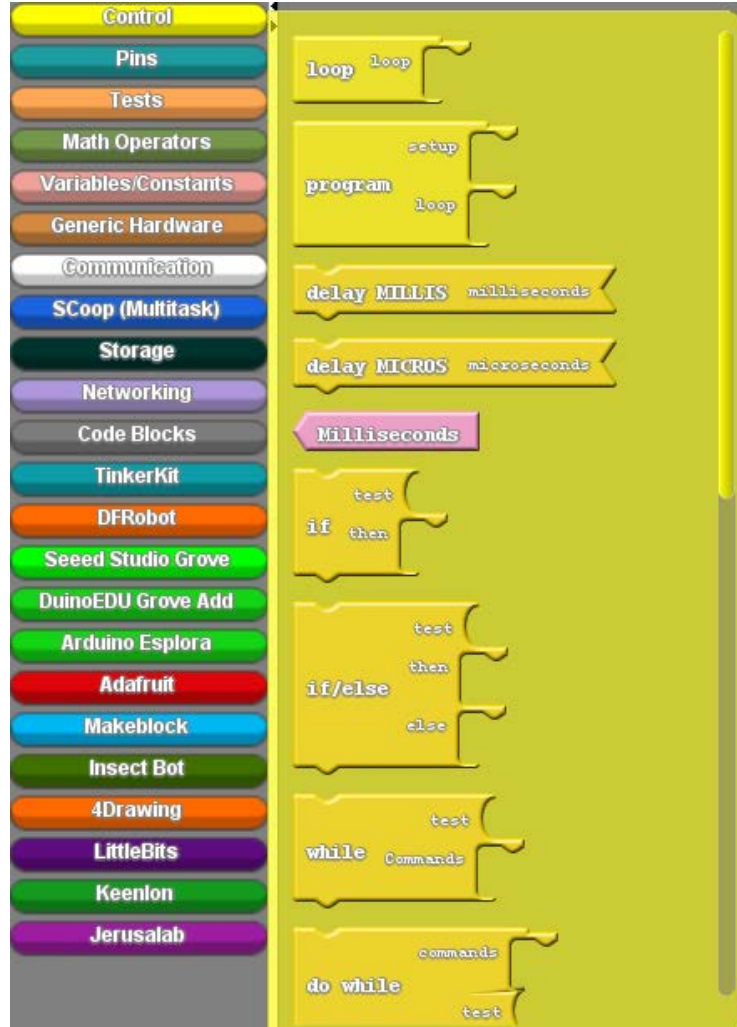 Control
Pins
Tests
Math Operators
Variables/Constants
Generic Hardware
Communication
SCoop (Multitask)
Storage
Networking
Code Blocks
TinkerKit
DFRobot
Seeed Studio Grove
DuinoEDU Grove Add
Arduino Esplora
Adafruit
Makeblock
Insect Bot
4Drawing
LittleBits
Keenlon
Jerusalab
loop loop
setup
program
loop
delay MILLIS milliseconds
delay MICROS microseconds
Milliseconds
test
if then
test
then
if/else
else
test
while Commands
commands
do while
test